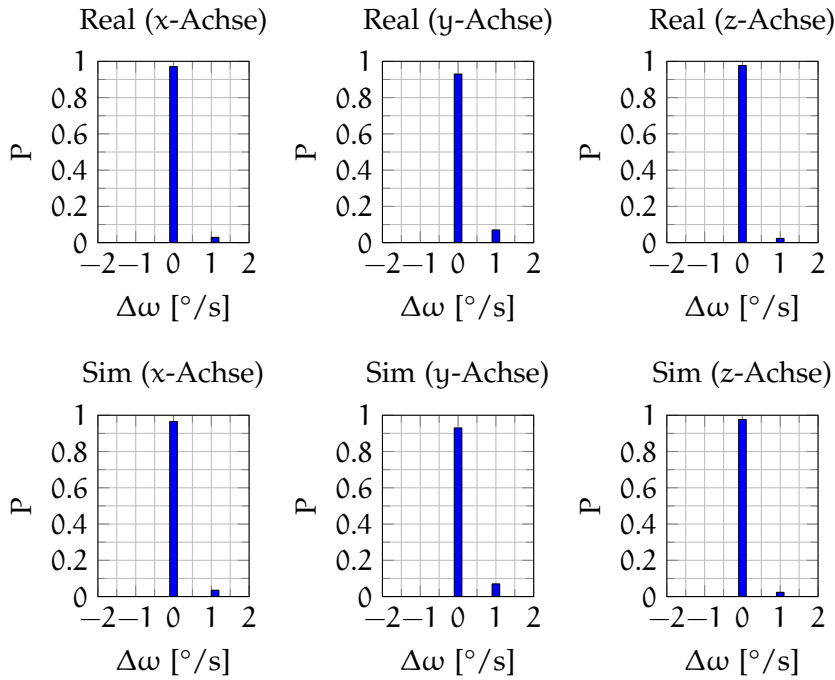 Real (x-Achse) Real (y-Achse) Real (z-Achse)
1 1 1
0.8 0.8 0.8
0.6 0.6 0.6
P P P
0.4 0.4 0.4
0.2 0.2 0.2
0 0 0
−2 −1 0 1 2 −2 −1 0 1 2 −2 −1 0 1 2
Δω [°/s] Δω [°/s] Δω [°/s]
Sim (x-Achse) Sim (y-Achse) Sim (z-Achse)
1 1 1
0.8 0.8 0.8
0.6 0.6 0.6
P P P
0.4 0.4 0.4
0.2 0.2 0.2
0 0 0
−2 −1 0 1 2 −2 −1 0 1 2 −2 −1 0 1 2
Δω [°/s] Δω [°/s] Δω [°/s]